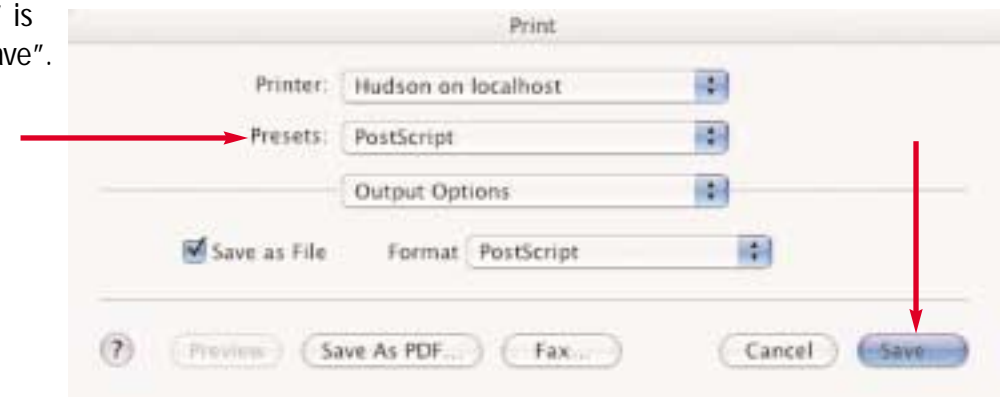 is
ave".
Print
Printer: Hudson on localhost
Presets: PostScript
Output Options
Save as File Format PostScript
? Preview Save As PDF... Fax... Cancel Save...